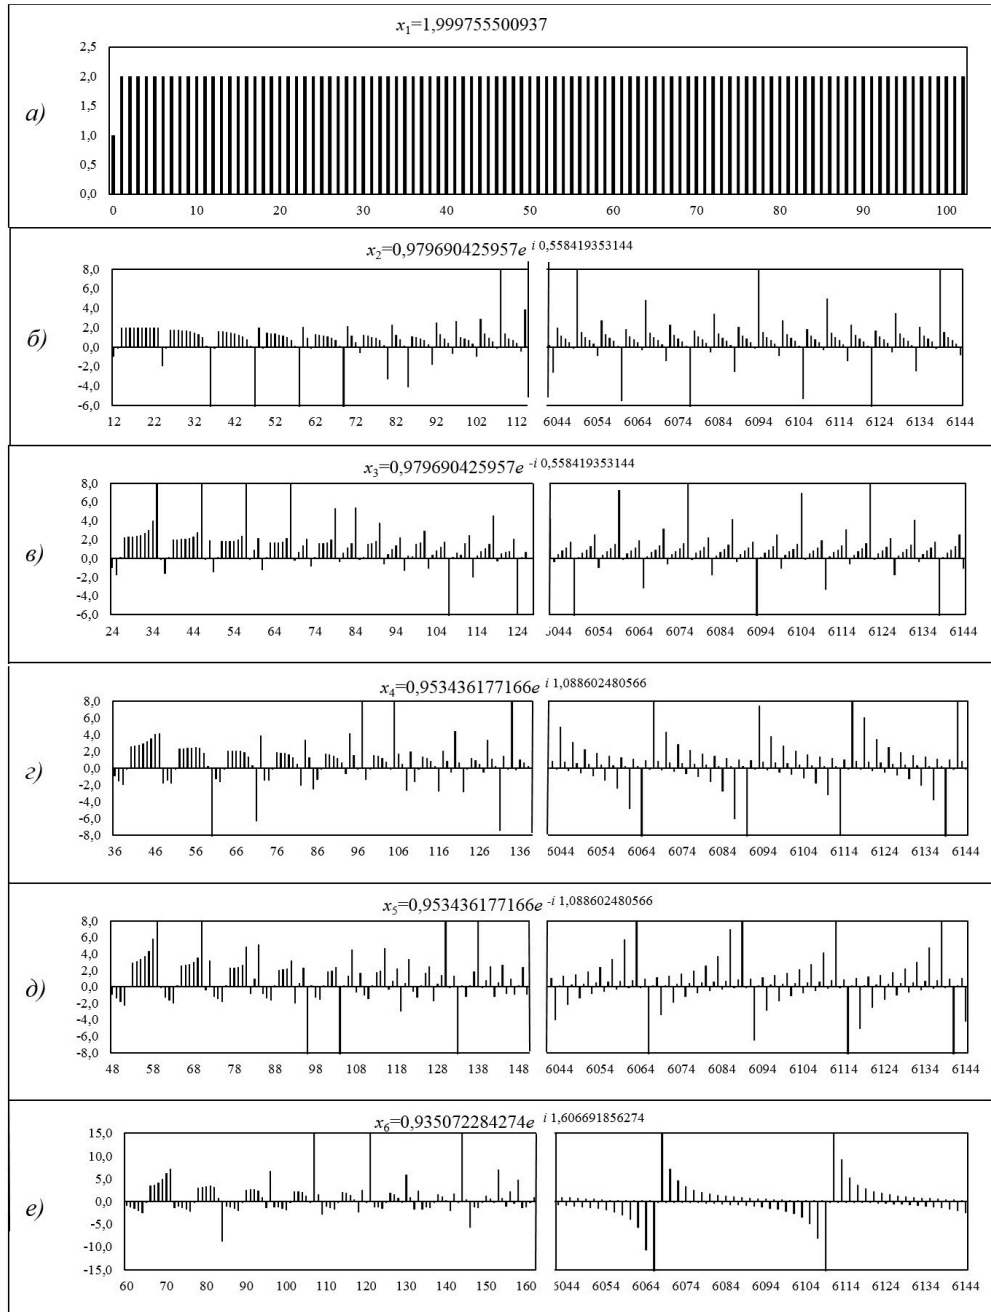 x₁=1,999755500937
а)
2,5
2,0
1,5
1,0
0,5
0,0
0 10 20 30 40 50 60 70 80 90 100
x₂=0,979690425957e ⁱ ⁰,⁵⁵⁸⁴¹⁹³⁵³¹⁴⁴
б)
8,0
6,0
4,0
2,0
0,0
-2,0
-4,0
-6,0
12 22 32 42 52 62 72 82 92 102 112 6044 6054 6064 6074 6084 6094 6104 6114 6124 6134 6144
x₃=0,979690425957e ⁻ⁱ ⁰,⁵⁵⁸⁴¹⁹³⁵³¹⁴⁴
в)
8,0
6,0
4,0
2,0
0,0
-2,0
-4,0
-6,0
24 34 44 54 64 74 84 94 104 114 124 6044 6054 6064 6074 6084 6094 6104 6114 6124 6134 6144
x₄=0,953436177166e ⁱ ¹,⁰⁸⁸⁶⁰²⁴⁸⁰⁵⁶⁶
г)
8,0
6,0
4,0
2,0
0,0
-2,0
-4,0
-6,0
-8,0
36 46 56 66 76 86 96 106 116 126 136 6044 6054 6064 6074 6084 6094 6104 6114 6124 6134 6144
x₅=0,953436177166e ⁻ⁱ ¹,⁰⁸⁸⁶⁰²⁴⁸⁰⁵⁶⁶
д)
8,0
6,0
4,0
2,0
0,0
-2,0
-4,0
-6,0
-8,0
48 58 68 78 88 98 108 118 128 138 148 6044 6054 6064 6074 6084 6094 6104 6114 6124 6134 6144
x₆=0,935072284274e ⁱ ¹,⁶⁰⁶⁶⁹¹⁸⁵⁶²⁷⁴
е)
15,0
10,0
5,0
0,0
-5,0
-10,0
-15,0
60 70 80 90 100 110 120 130 140 150 160 6044 6054 6064 6074 6084 6094 6104 6114 6124 6134 6144